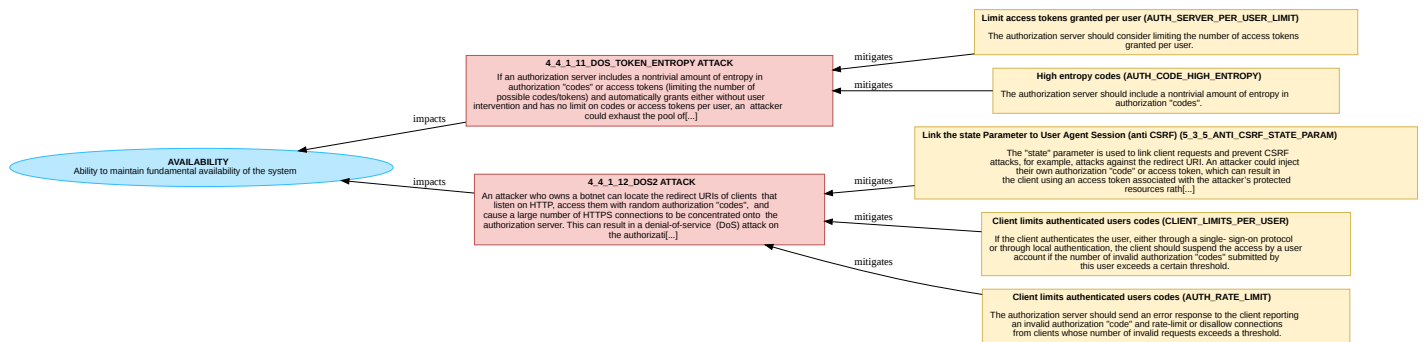 Limit access tokens granted per user (AUTH_SERVER_PER_USER_LIMIT)
The authorization server should consider limiting the number of access tokens
granted per user.
mitigates
4_4_1_11_DOS_TOKEN_ENTROPY ATTACK
If an authorization server includes a nontrivial amount of entropy in
authorization "codes" or access tokens (limiting the number of
possible codes/tokens) and automatically grants either without user
intervention and has no limit on codes or access tokens per user, an attacker
could exhaust the pool of[...]
High entropy codes (AUTH_CODE_HIGH_ENTROPY)
The authorization server should include a nontrivial amount of entropy in
authorization "codes".
mitigates
impacts
Link the state Parameter to User Agent Session (anti CSRF) (5_3_5_ANTI_CSRF_STATE_PARAM)
The "state" parameter is used to link client requests and prevent CSRF
attacks, for example, attacks against the redirect URI. An attacker could inject
their own authorization "code" or access token, which can result in
the client using an access token associated with the attacker's protected
resources rath[...]
AVAILABILITY
Ability to maintain fundamental availability of the system
impacts
mitigates
4_4_1_12_DOS2 ATTACK
An attacker who owns a botnet can locate the redirect URIs of clients that
listen on HTTP, access them with random authorization "codes", and
cause a large number of HTTPS connections to be concentrated onto the
authorization server. This can result in a denial-of-service (DoS) attack on
the authorizati[...]
mitigates
Client limits authenticated users codes (CLIENT_LIMITS_PER_USER)
If the client authenticates the user, either through a single- sign-on protocol
or through local authentication, the client should suspend the access by a user
account if the number of invalid authorization "codes" submitted by
this user exceeds a certain threshold.
mitigates
Client limits authenticated users codes (AUTH_RATE_LIMIT)
The authorization server should send an error response to the client reporting
an invalid authorization "code" and rate-limit or disallow connections
from clients whose number of invalid requests exceeds a threshold.